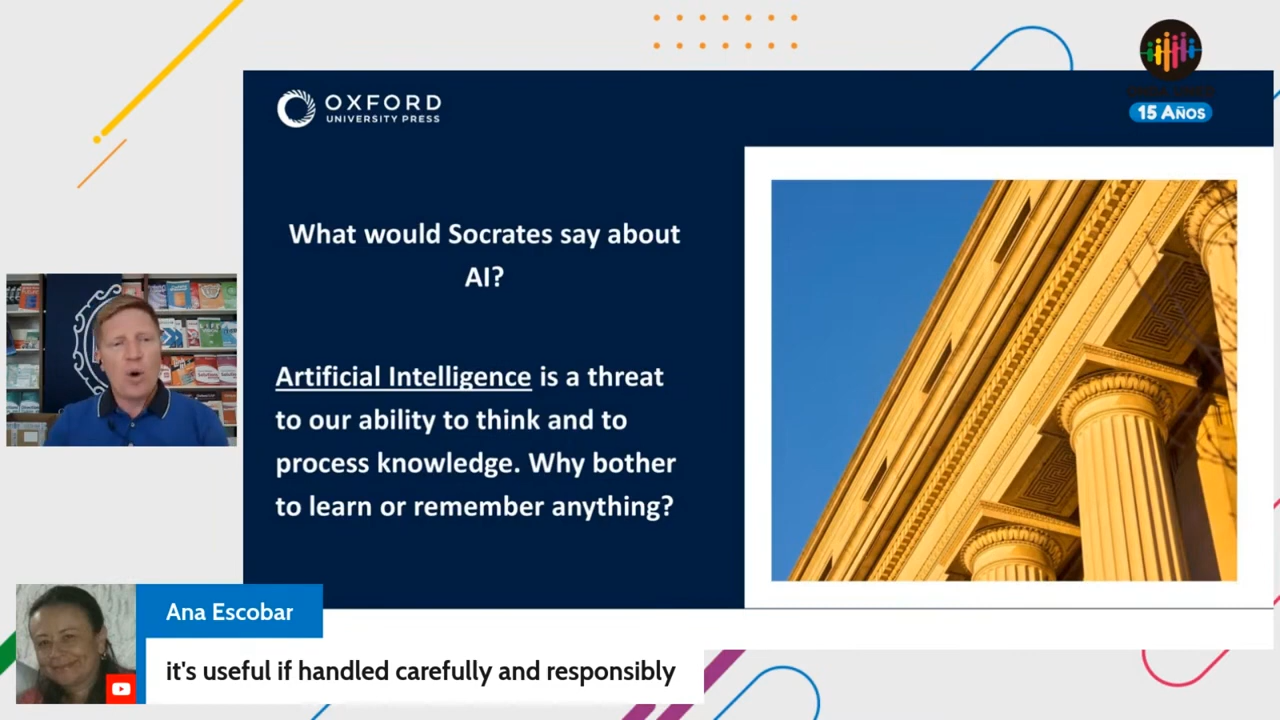 OXFORD
UNIVERSITY PRESS
15 AÑOS
What would Socrates say about
AI?
Artificial Intelligence is a threat
to our ability to think and to
process knowledge. Why bother
to learn or remember anything?
Ana Escobar
it's useful if handled carefully and responsibly